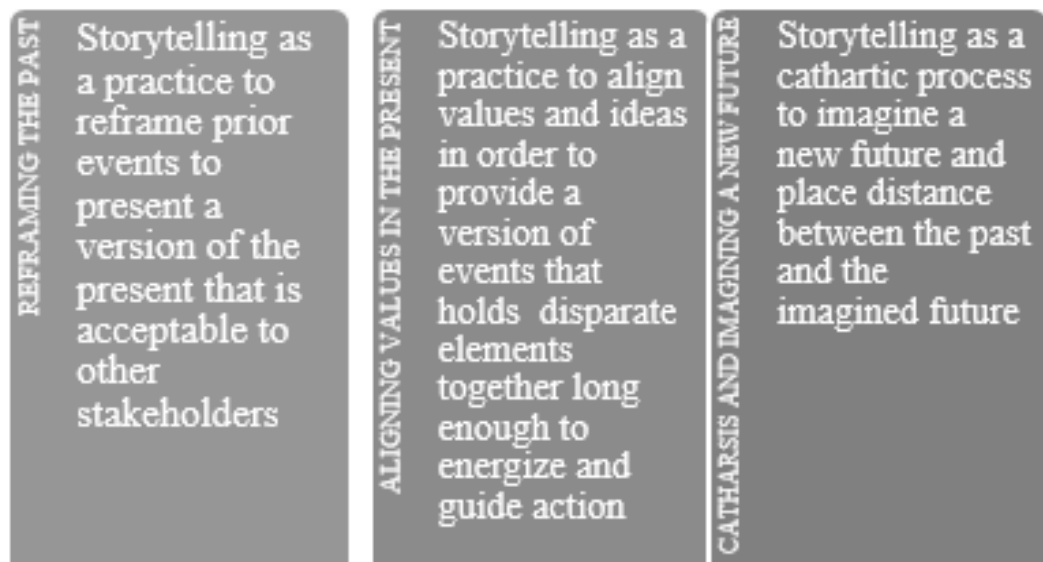 REFRAMING THE PAST
Storytelling as
a practice to
reframe prior
events to
present a
version of the
present that is
acceptable to
other
stakeholders
ALIGNING VALUES IN THE PRESENT
Storytelling as a
practice to align
values and ideas
in order to
provide a
version of
events that
holds disparate
elements
together long
enough to
energize and
guide action
CATHARSIS AND IMAGINING A NEW FUTURE
Storytelling as a
cathartic process
to imagine a
new future and
place distance
between the past
and the
imagined future